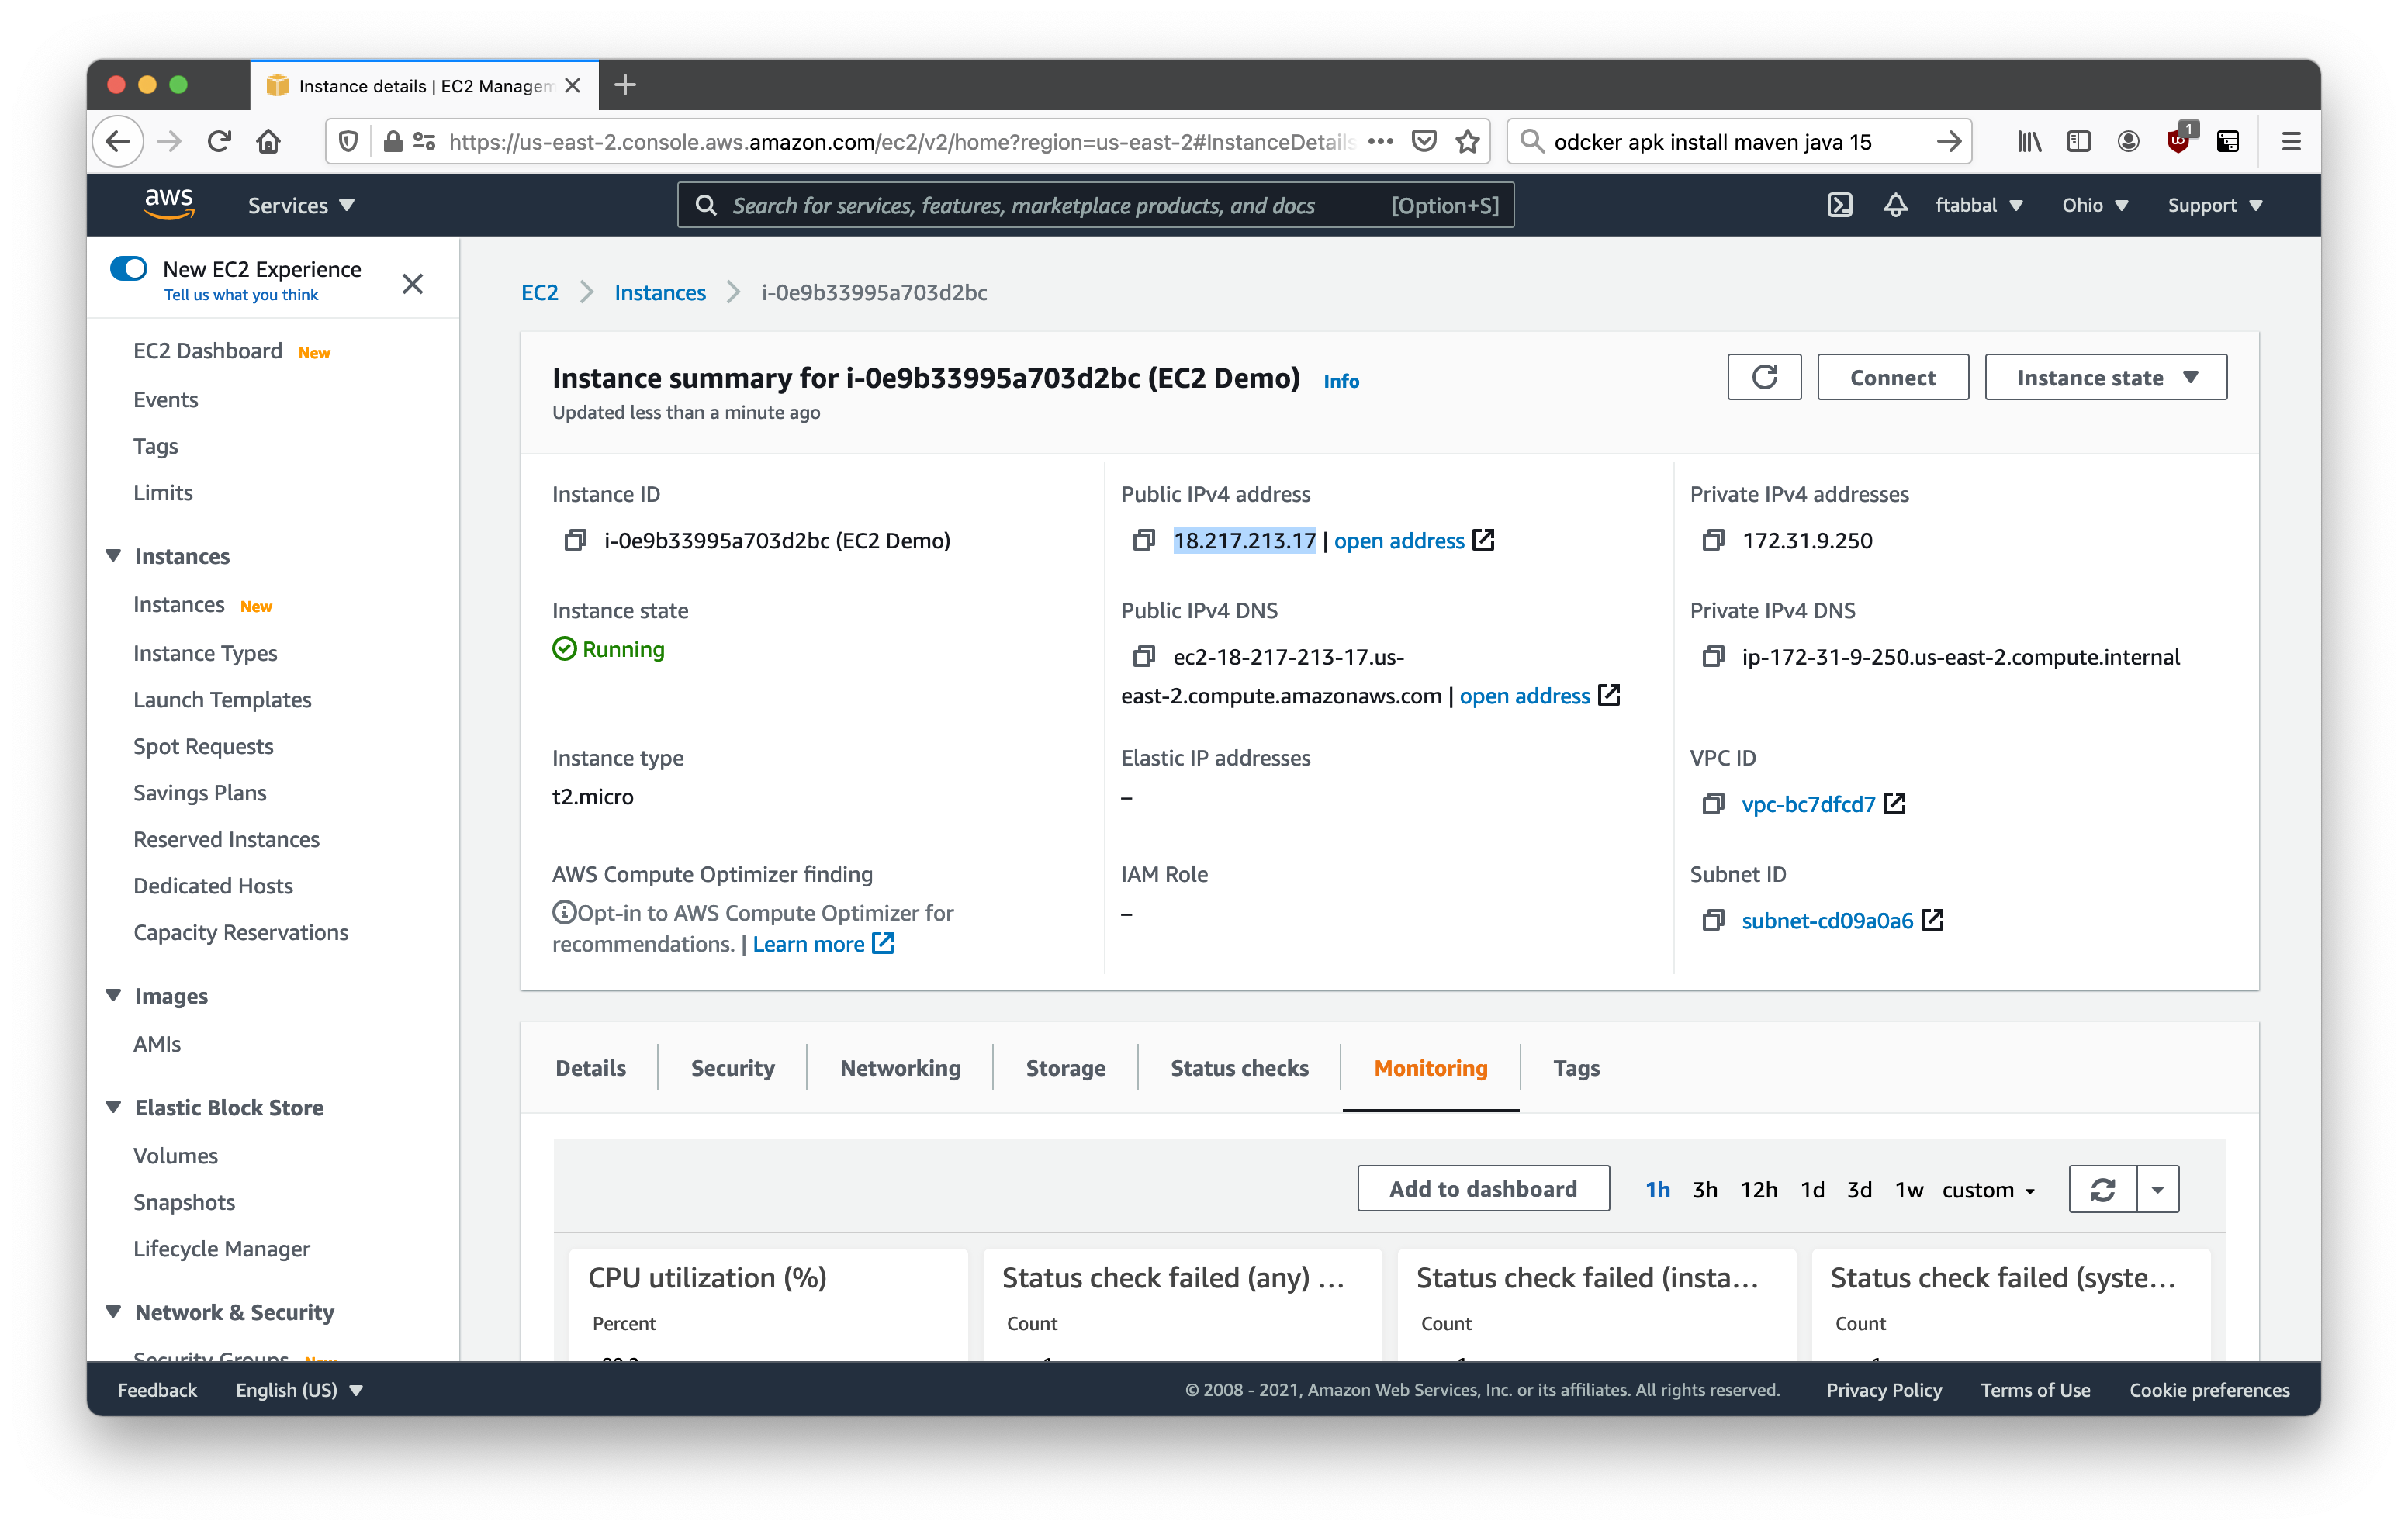 Instance details | EC2 Managem
https://us-east-2.console.aws.amazon.com/ec2/v2/home?region=us-east-2#InstanceDetails
odcker apk install maven java 15
1
aws
Services
Search for services, features, marketplace products, and docs [Option+S]
ftabbal
Ohio
Support
New EC2 Experience
Tell us what you think
EC2 Dashboard New
Events
Tags
Limits
Instances
Instances New
Instance Types
Launch Templates
Spot Requests
Savings Plans
Reserved Instances
Dedicated Hosts
Capacity Reservations
Images
AMIs
Elastic Block Store
Volumes
Snapshots
Lifecycle Manager
Network & Security
Security Groups New
EC2 > Instances > i-0e9b33995a703d2bc
Instance summary for i-0e9b33995a703d2bc (EC2 Demo) Info
Updated less than a minute ago
Connect
Instance state
Instance ID
i-0e9b33995a703d2bc (EC2 Demo)
Public IPv4 address
18.217.213.17 | open address
Private IPv4 addresses
172.31.9.250
Instance state
Running
Public IPv4 DNS
ec2-18-217-213-17.us-
east-2.compute.amazonaws.com | open address
Private IPv4 DNS
ip-172-31-9-250.us-east-2.compute.internal
Instance type
t2.micro
Elastic IP addresses
–
VPC ID
vpc-bc7dfcd7
AWS Compute Optimizer finding
Opt-in to AWS Compute Optimizer for
recommendations. | Learn more
IAM Role
–
Subnet ID
subnet-cd09a0a6
Details
Security
Networking
Storage
Status checks
Monitoring
Tags
Add to dashboard
1h 3h 12h 1d 3d 1w custom
CPU utilization (%)
Percent
Status check failed (any) ...
Count
1
Status check failed (insta...
Count
1
Status check failed (syste...
Count
1
Feedback
English (US)
© 2008 - 2021, Amazon Web Services, Inc. or its affiliates. All rights reserved.
Privacy Policy
Terms of Use
Cookie preferences